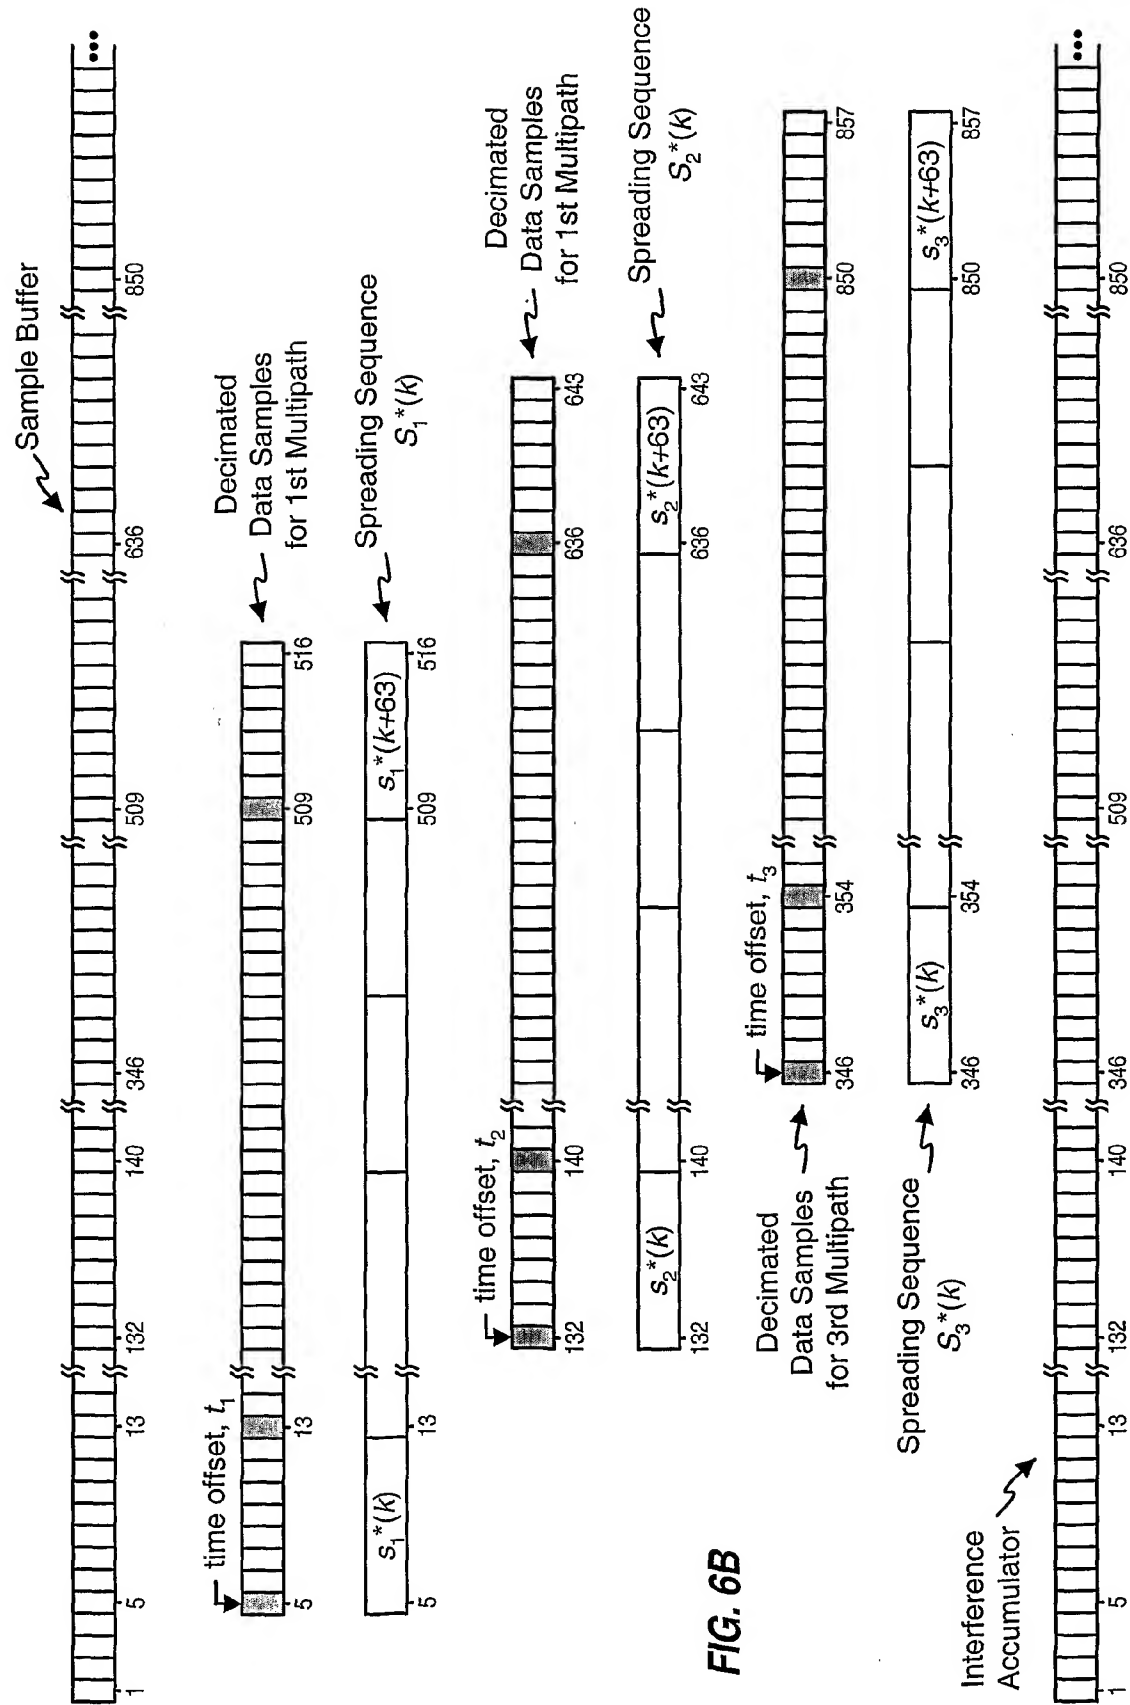 Sample Buffer
•••
1 5 13 132 140 346 509 636 850
time offset, t₁
Decimated
Data Samples
for 1st Multipath
5 13 509 516
Spreading Sequence
S₁*(k)
s₁*(k) s₁*(k+63)
5 13 509 516
time offset, t₂
Decimated
Data Samples
for 1st Multipath
132 140 636 643
Spreading Sequence
S₂*(k)
s₂*(k) s₂*(k+63)
132 140 636 643
time offset, t₃
Decimated
Data Samples
for 3rd Multipath
346 354 850 857
Spreading Sequence
S₃*(k)
s₃*(k) s₃*(k+63)
346 354 850 857
Interference
Accumulator
•••
1 5 13 132 140 346 509 636 850
FIG. 6B